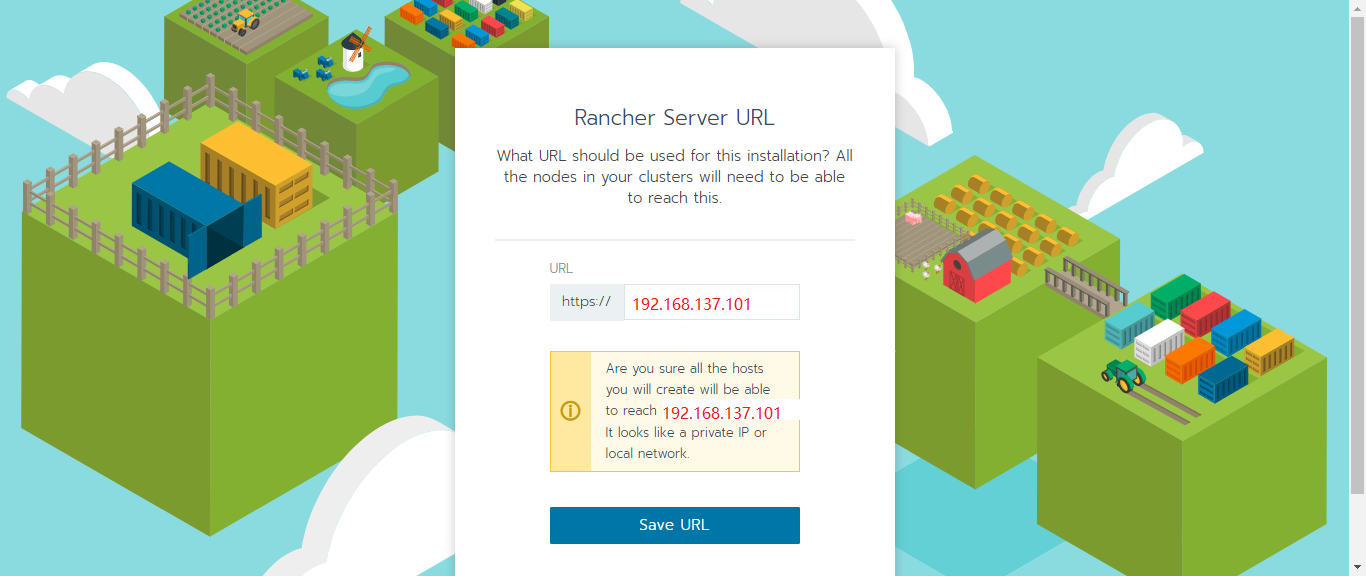 Rancher Server URL
What URL should be used for this installation? All
the nodes in your clusters will need to be able
to reach this.
URL
https:// 192.168.137.101
Are you sure all the hosts
you will create will be able
to reach 192.168.137.101
It looks like a private IP or
local network.
Save URL